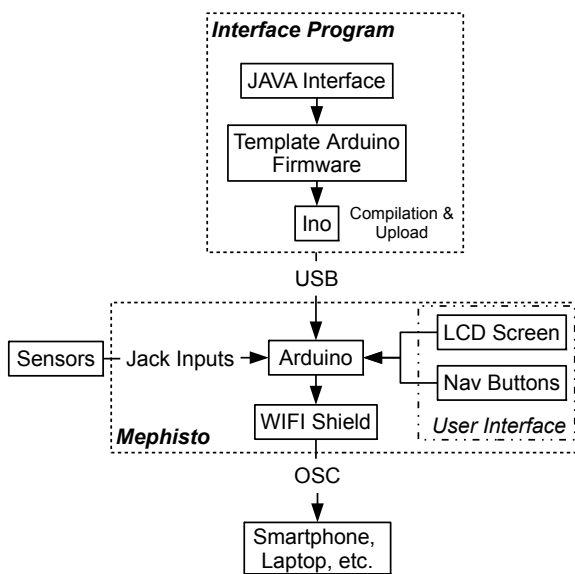 Interface Program
JAVA Interface
Template Arduino
Firmware
Ino
Compilation &
Upload
USB
Sensors
Jack Inputs
Arduino
LCD Screen
Nav Buttons
User Interface
WIFI Shield
Mephisto
OSC
Smartphone,
Laptop, etc.